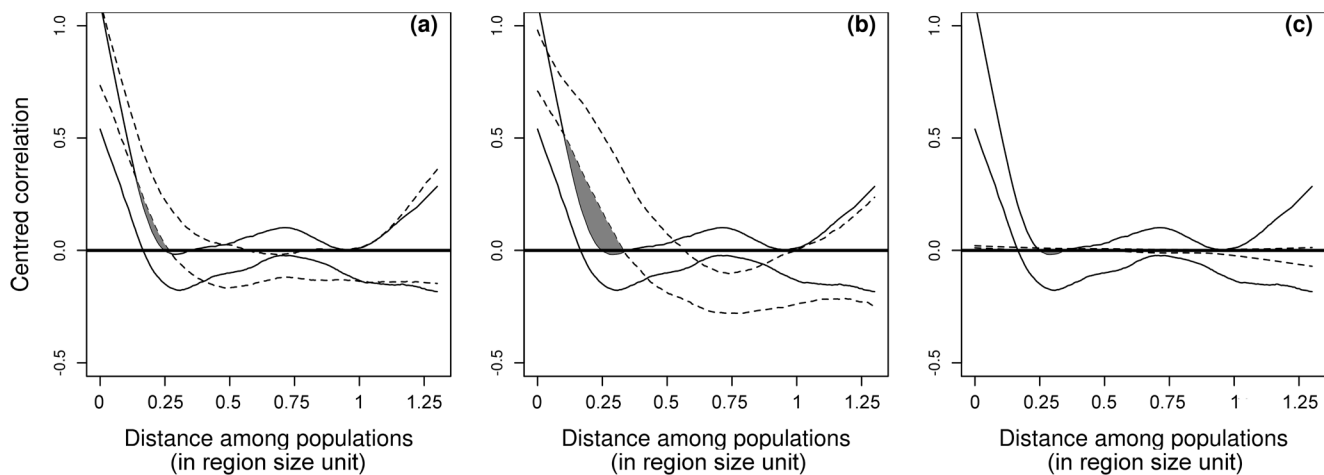 (a)
(b)
(c)
Centred correlation
1.0
0.5
0.0
-0.5
1.0
0.5
0.0
-0.5
1.0
0.5
0.0
-0.5
0 0.25 0.5 0.75 1 1.25
0 0.25 0.5 0.75 1 1.25
0 0.25 0.5 0.75 1 1.25
Distance among populations
(in region size unit)
Distance among populations
(in region size unit)
Distance among populations
(in region size unit)